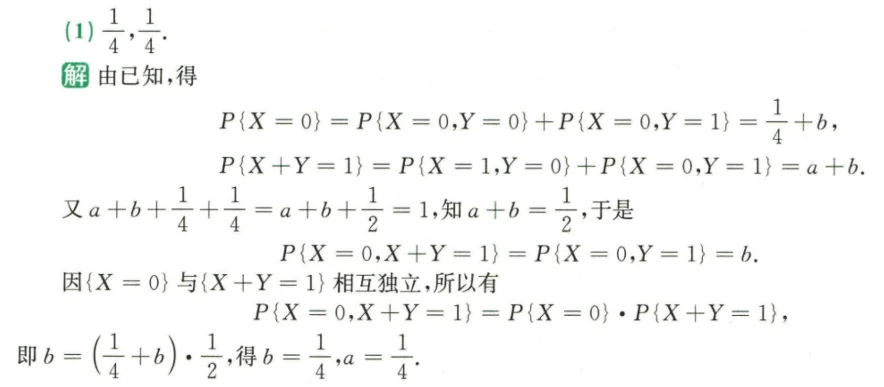 (1) 1/4, 1/4.
解 由已知,得
P{X = 0} = P{X = 0,Y = 0} + P{X = 0,Y = 1} = 1/4 + b,
P{X + Y = 1} = P{X = 1,Y = 0} + P{X = 0,Y = 1} = a + b.
又 a + b + 1/4 + 1/4 = a + b + 1/2 = 1,知 a + b = 1/2,于是
P{X = 0,X + Y = 1} = P{X = 0,Y = 1} = b.
因{X = 0} 与{X + Y = 1} 相互独立,所以有
P{X = 0,X + Y = 1} = P{X = 0} • P{X + Y = 1},
即 b = (1/4 + b) • 1/2,得 b = 1/4,a = 1/4.